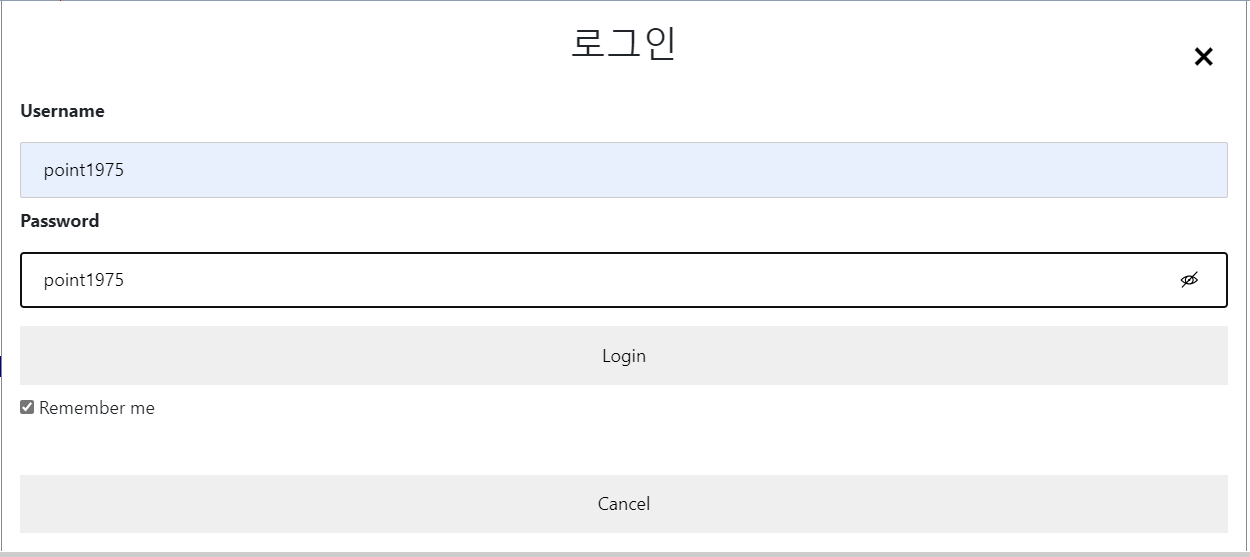 로그인
Username
point1975
Password
point1975
Login
Remember me
Cancel